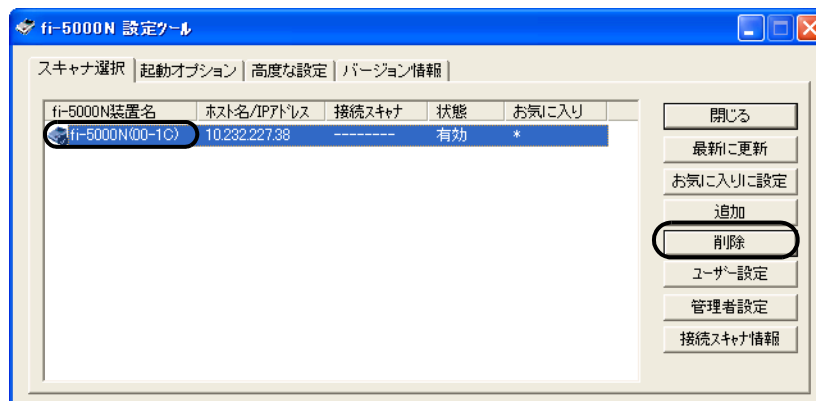 fi-5000N 設定ツール
スキャナ選択 起動オプション 高度な設定 バージョン情報
fi-5000N装置名 ホスト名/IPアドレス 接続スキャナ 状態 お気に入り
fi-5000N(00-1C) 10.232.227.38 -------- 有効 *
閉じる
最新に更新
お気に入りに設定
追加
削除
ユーザー設定
管理者設定
接続スキャナ情報